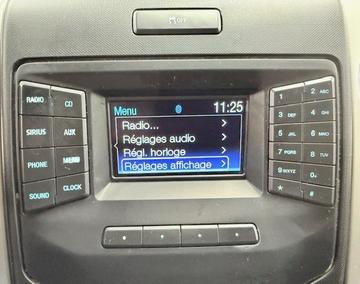 OFF
RADIO CD
SIRIUS AUX
PHONE MENU
SOUND CLOCK
Menu 11:25
Radio...
Réglages audio
Régl. horloge
Réglages affichage
1 2 ABC
3 DEF 4 GHI
5 JKL 6 MNO
7 PQRS 8 TUV
9 WXYZ 0
* #